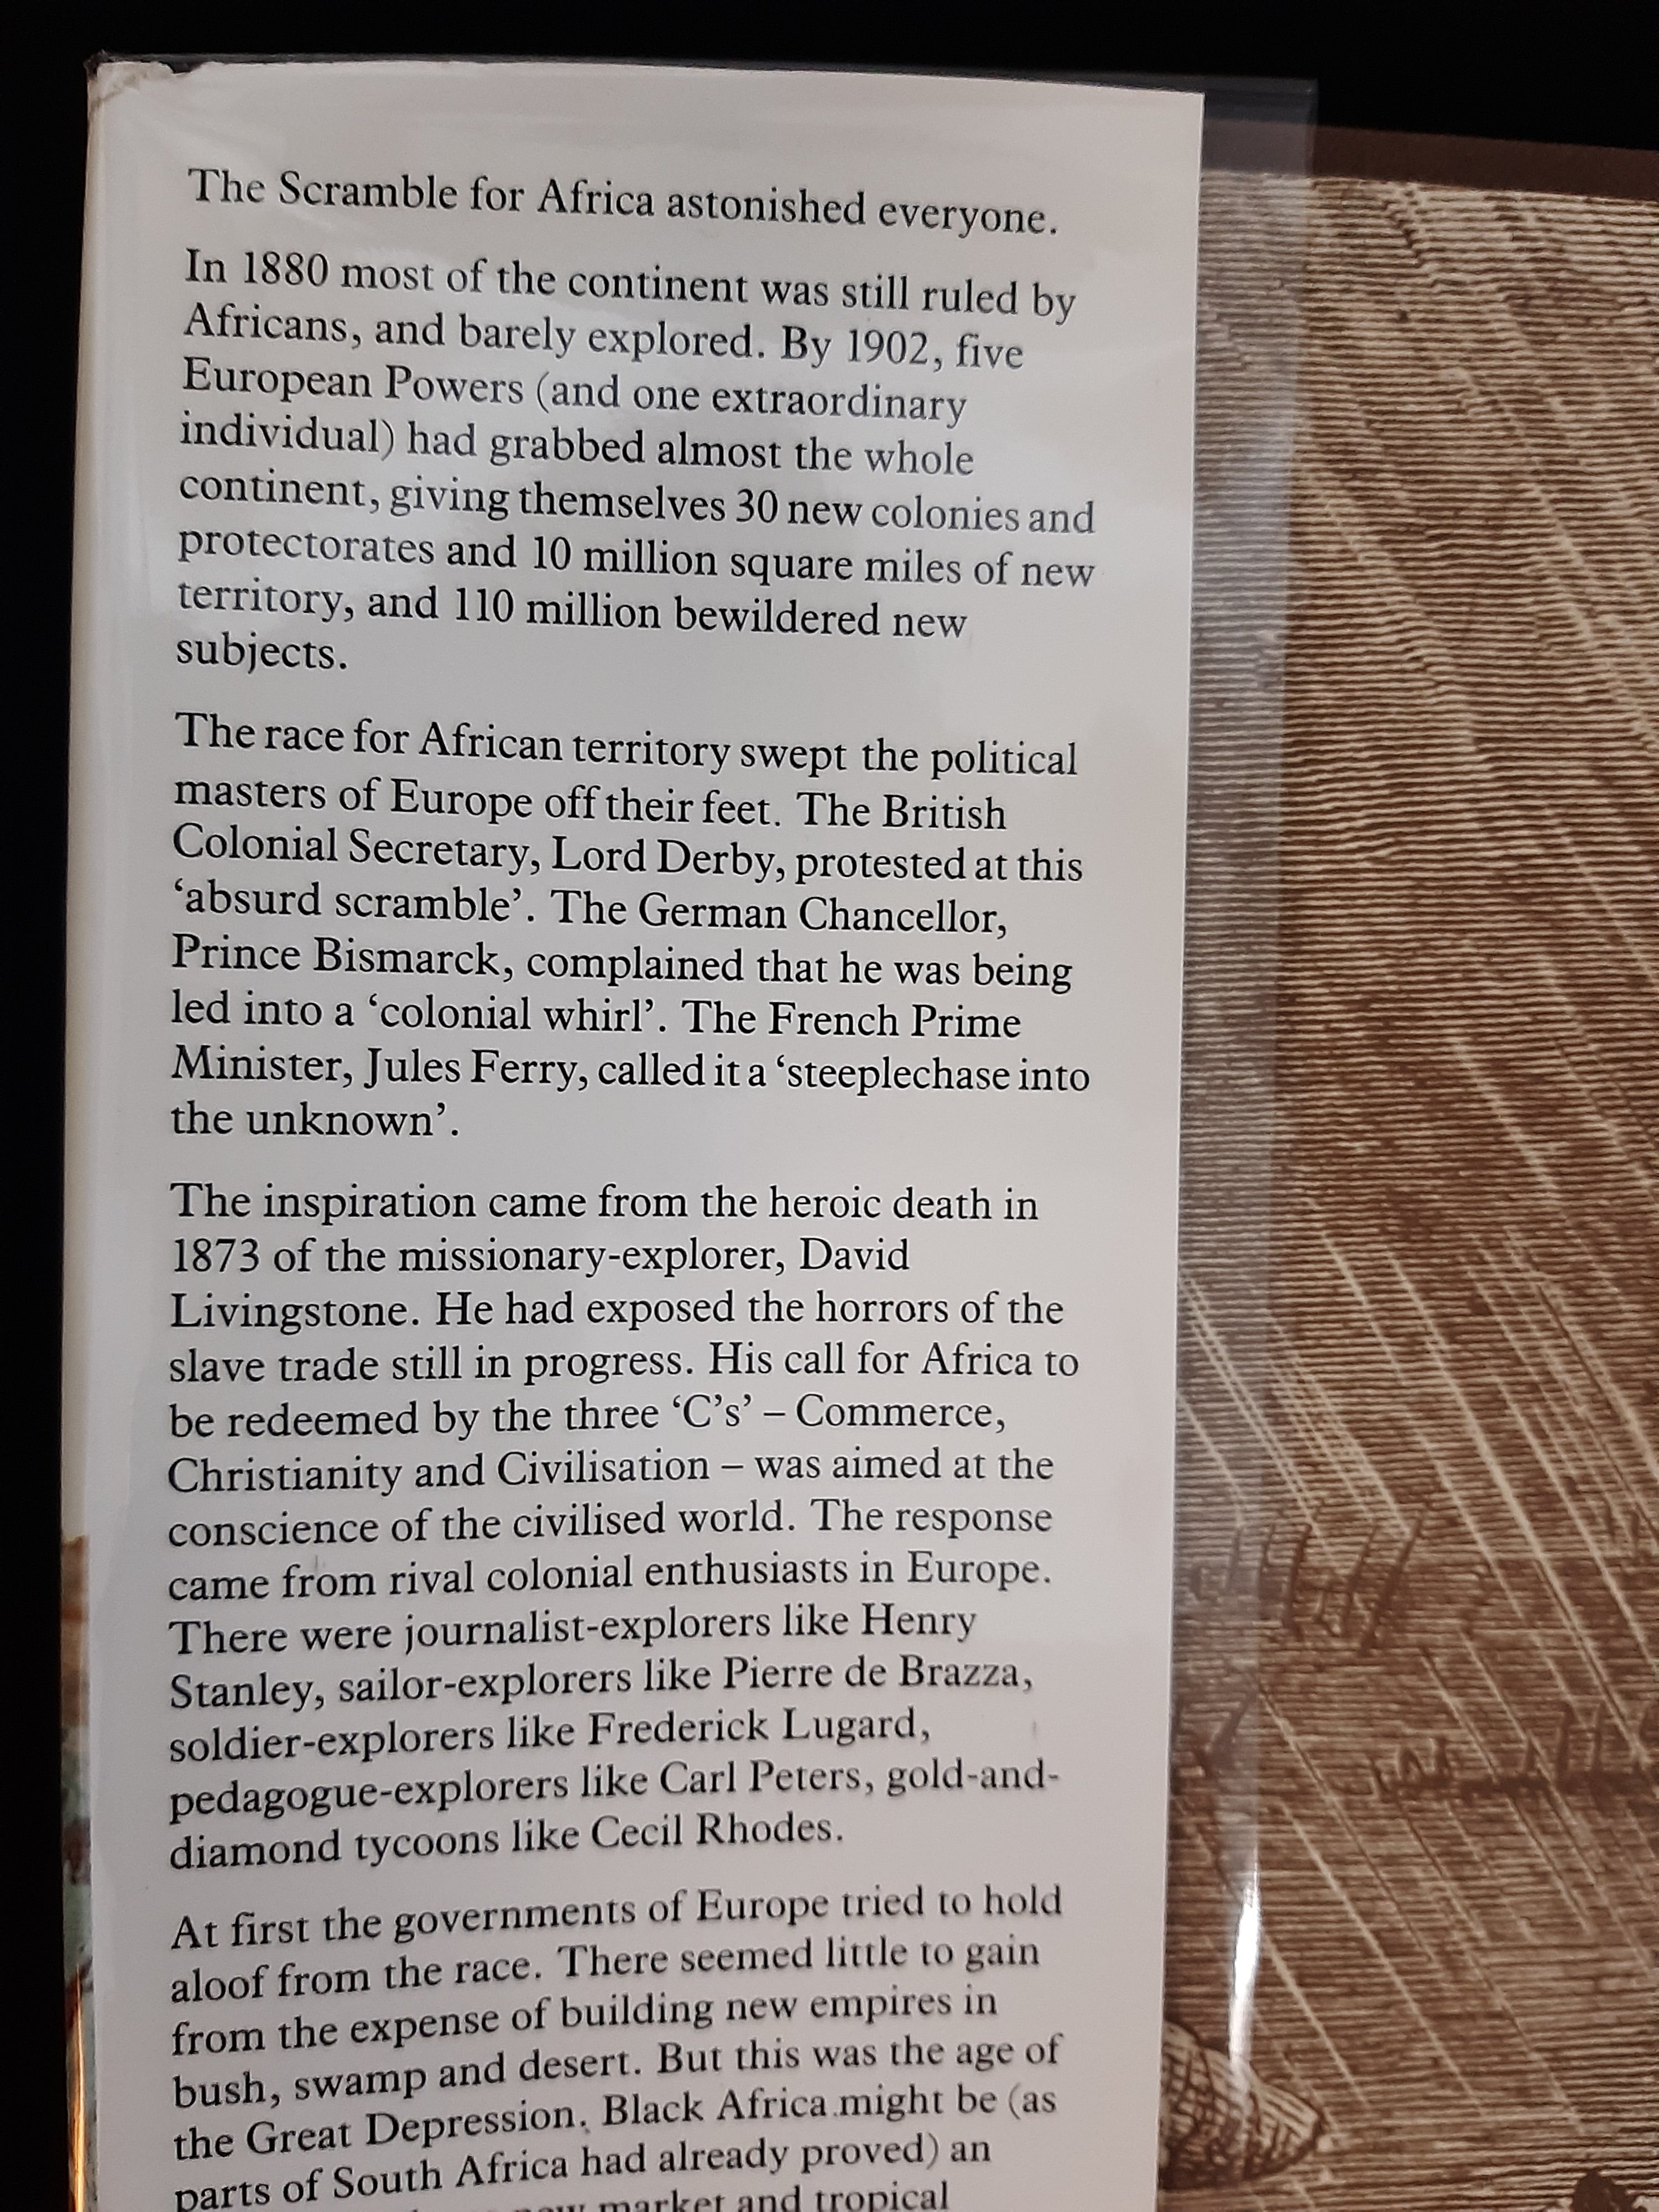 The Scramble for Africa astonished everyone.
In 1880 most of the continent was still ruled by
Africans, and barely explored. By 1902, five
European Powers (and one extraordinary
individual) had grabbed almost the whole
continent, giving themselves 30 new colonies and
protectorates and 10 million square miles of new
territory, and 110 million bewildered new
subjects.
The race for African territory swept the political
masters of Europe off their feet. The British
Colonial Secretary, Lord Derby, protested at this
‘absurd scramble’. The German Chancellor,
Prince Bismarck, complained that he was being
led into a ‘colonial whirl’. The French Prime
Minister, Jules Ferry, called it a ‘steeplechase into
the unknown’.
The inspiration came from the heroic death in
1873 of the missionary-explorer, David
Livingstone. He had exposed the horrors of the
slave trade still in progress. His call for Africa to
be redeemed by the three ‘C’s’ – Commerce,
Christianity and Civilisation – was aimed at the
conscience of the civilised world. The response
came from rival colonial enthusiasts in Europe.
There were journalist-explorers like Henry
Stanley, sailor-explorers like Pierre de Brazza,
soldier-explorers like Frederick Lugard,
pedagogue-explorers like Carl Peters, gold-and-
diamond tycoons like Cecil Rhodes.
At first the governments of Europe tried to hold
aloof from the race. There seemed little to gain
from the expense of building new empires in
bush, swamp and desert. But this was the age of
the Great Depression. Black Africa might be (as
parts of South Africa had already proved) an
new market and tropical